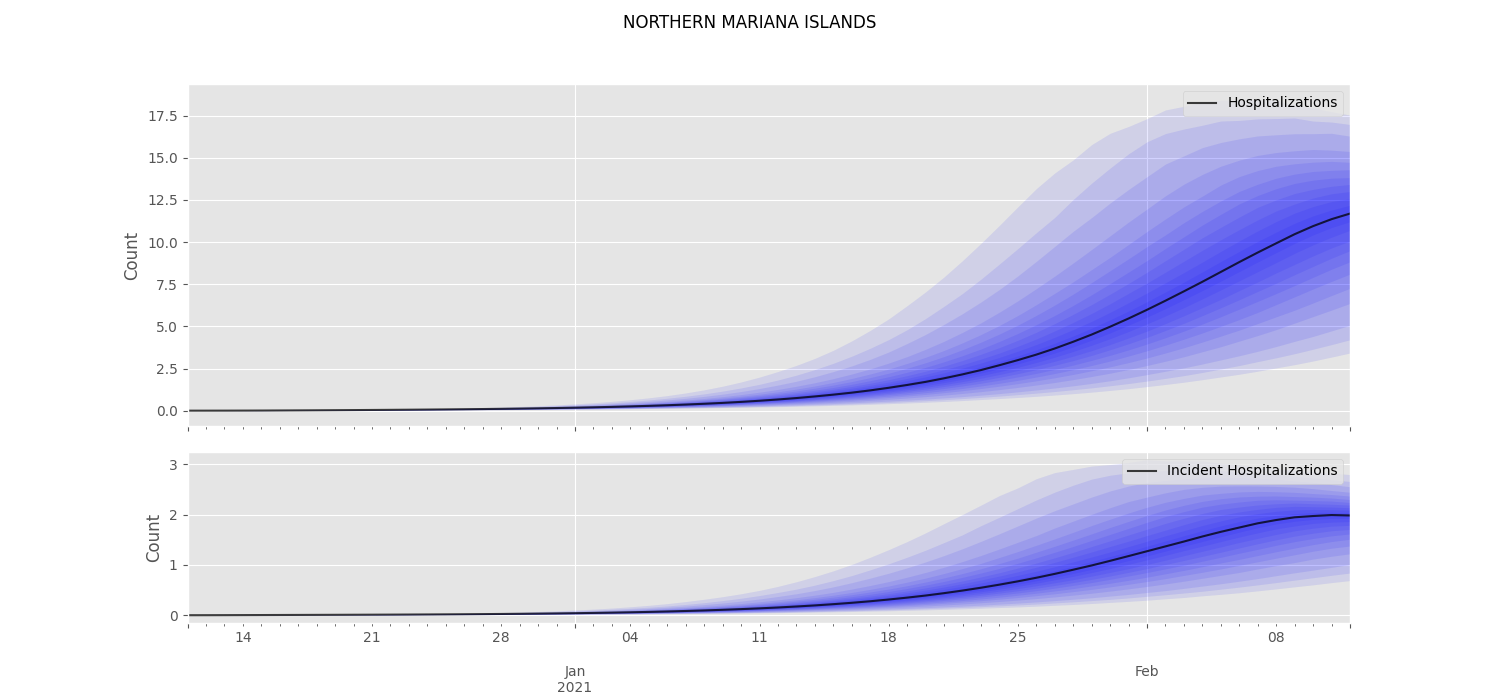 NORTHERN MARIANA ISLANDS
Hospitalizations
17.5
15.0
12.5
10.0
7.5
5.0
2.5
0.0
Count
Incident Hospitalizations
3
2
1
0
Count
14 21 28 04 11 18 25 08
Jan Feb
2021